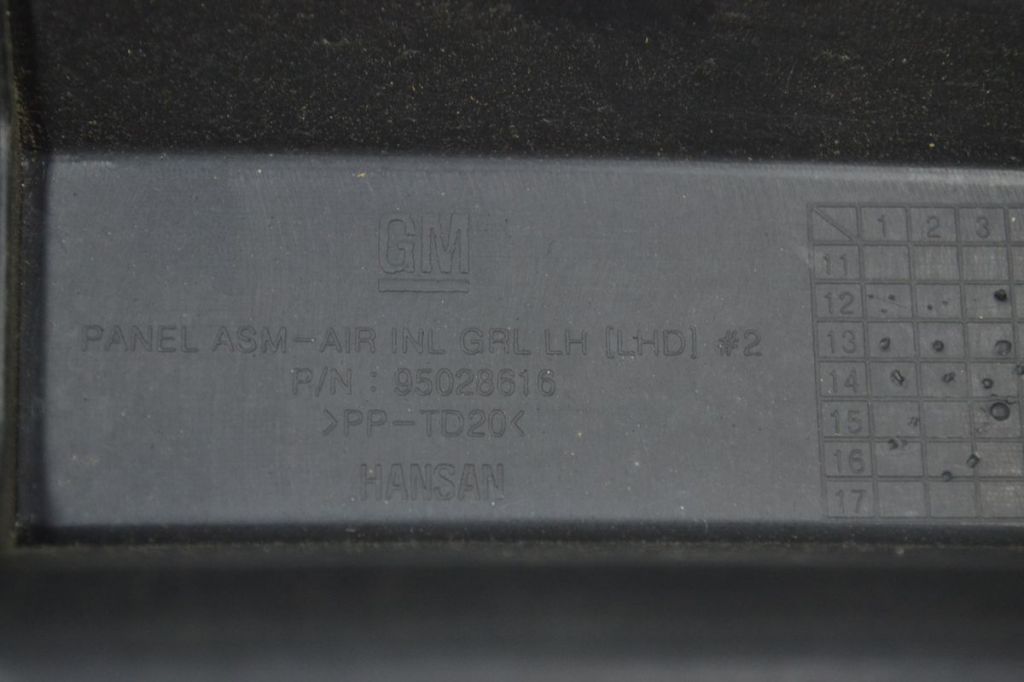 GM
PANEL ASM-AIR INL GRL LH [LHD] #2
P/N : 95028616
>PP-TD20<
HANSAN
1 2 3
11
12
13
14
15
16
17